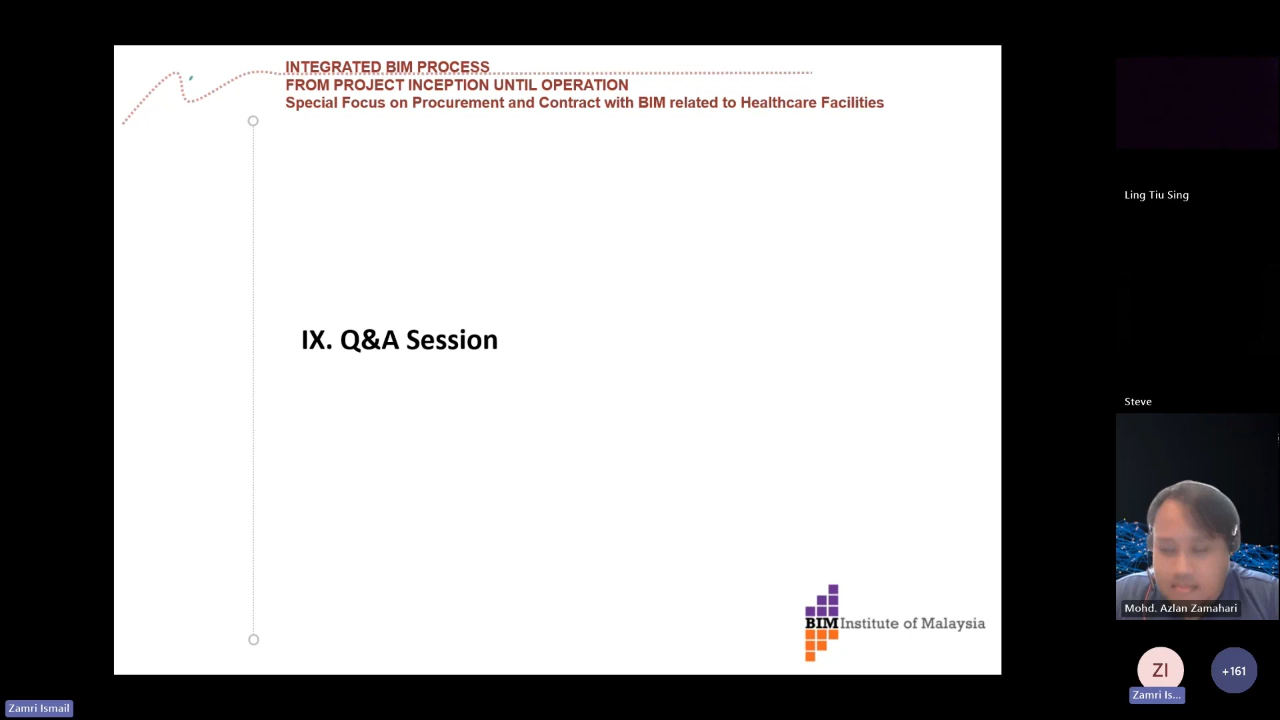 INTEGRATED BIM PROCESS
FROM PROJECT INCEPTION UNTIL OPERATION
Special Focus on Procurement and Contract with BIM related to Healthcare Facilities
IX. Q&A Session
BIM Institute of Malaysia
Ling Tiu Sing
Steve
Mohd. Azlan Zamahari
ZI
+161
Zamri Is...
Zamri Ismail